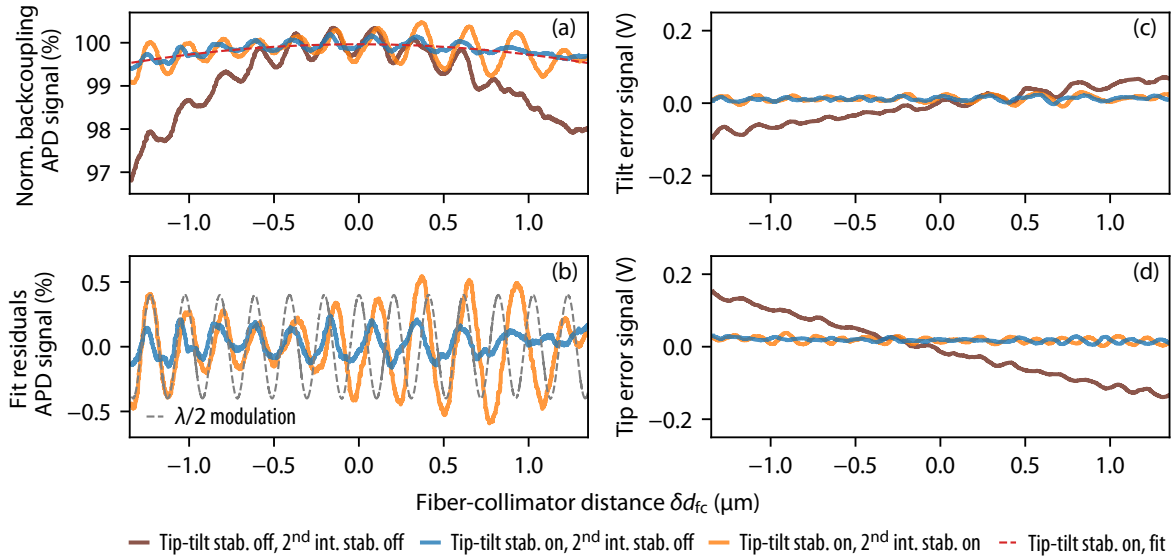 Norm. backcoupling
APD signal (%)
100
99
98
97
(a)
−1.0 −0.5 0.0 0.5 1.0
Tilt error signal (V)
0.2
0.0
−0.2
(c)
−1.0 −0.5 0.0 0.5 1.0
Fit residuals
APD signal (%)
0.5
0.0
−0.5
(b)
λ/2 modulation
−1.0 −0.5 0.0 0.5 1.0
Tip error signal (V)
0.2
0.0
−0.2
(d)
−1.0 −0.5 0.0 0.5 1.0
Fiber-collimator distance δd_fc (μm)
Tip-tilt stab. off, 2nd int. stab. off Tip-tilt stab. on, 2nd int. stab. off Tip-tilt stab. on, 2nd int. stab. on Tip-tilt stab. on, fit